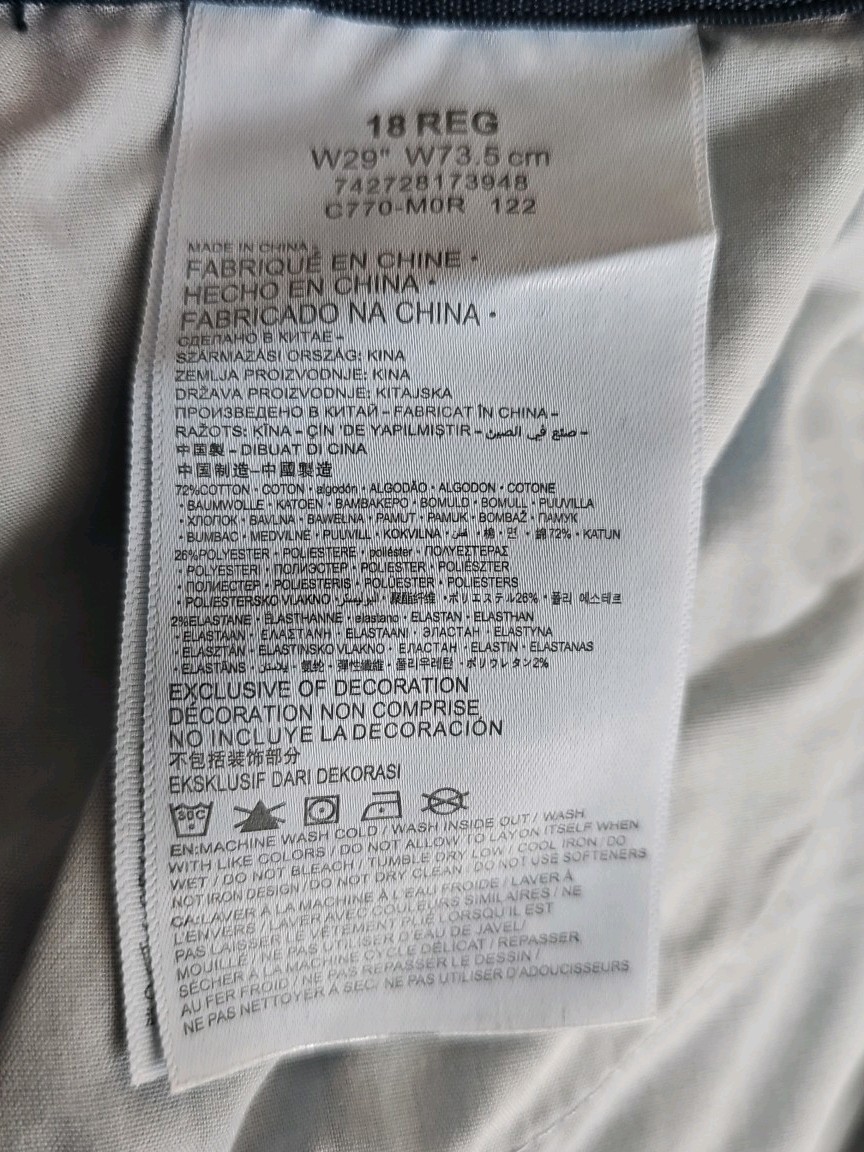 18 REG
W29" W73.5 cm
742728173948
C770-M0R 122
MADE IN CHINA -
FABRIQUÉ EN CHINE •
HECHO EN CHINA •
FABRICADO NA CHINA •
СДЕЛАНО В КИТАЕ -
SZÁRMAZÁSI ORSZÁG: KINA
ZEMLJA PROIZVODNJE: KINA
DRŽAVA PROIZVODNJE: KITAJSKA
ПРОИЗВЕДЕНО В КИТАЙ - FABRICAT ÎN CHINA -
RAŽOTS: KĪNA - ÇİN 'DE YAPILMIŞTIR - صنع في الصين -
中国製 - DIBUAT DI CINA
中国制造 - 中國製造
72%COTTON • COTON • algodón • ALGODÃO • ALGODON • COTONE
• BAUMWOLLE • KATOEN • ΒΑΜΒΑΚΕΡΟ • BOMULD • BOMULL • PUUVILLA
• ХЛОПОК • BAVLNA • BAWEŁNA • PAMUT • PAMUK • BOMBAŽ • ПАМУК
• BUMBAC • MEDVILNĖ • PUUVILL • KOKVILNA • • 棉 • 면 • 綿72% • KATUN
26%POLYESTER • POLIESTERE • poliéster • ΠΟΛΥΕΣΤΕΡΑΣ
• POLYESTERI • ПОЛИЭСТЕР • POLIESTER • POLIÉSZTER
• ПОЛИЕСТЕР • POLIESTERIS • POLÜESTER • POLIESTERS
• POLIESTERSKO VLAKNO • البوليستر • 聚酯纤维 • ポリエステル26% • 폴리 에스테르
2%ELASTANE • ÉLASTHANNE • elastano • ELASTAN • ELASTHAN
• ELASTAAN • ΕΛΑΣΤΑΝΗ • ELASTAANI • ЭЛАСТАН • ELASTYNA
• ELASZTÁN • ELASTINSKO VLAKNO • ЕЛАСТАН • ELASTIN • ELASTANAS
• ELASTĀNS • • 氨纶 • 彈性纖維 • 폴리우레탄 • ポリウレタン2%
EXCLUSIVE OF DECORATION
DÉCORATION NON COMPRISE
NO INCLUYE LA DECORACIÓN
不包括装饰部分
EKSKLUSIF DARI DEKORASI
EN:MACHINE WASH COLD / WASH INSIDE OUT / WASH
WITH LIKE COLORS / DO NOT ALLOW TO LAY ON ITSELF WHEN
WET / DO NOT BLEACH / TUMBLE DRY LOW / COOL IRON / DO
NOT IRON DESIGN / DO NOT DRY CLEAN / DO NOT USE SOFTENERS
CA:LAVER À LA MACHINE À L'EAU FROIDE / LAVER À
L'ENVERS / LAVER AVEC COULEURS SIMILAIRES / NE
PAS LAISSER LE VÊTEMENT PLIÉ LORSQU'IL EST
MOUILLÉ / NE PAS UTILISER D'EAU DE JAVEL/
SÉCHER À LA MACHINE CYCLE DÉLICAT / REPASSER
AU FER FROID / NE PAS REPASSER LE DESSIN /
NE PAS NETTOYER À SEC/ NE PAS UTILISER D'ADOUCISSEURS